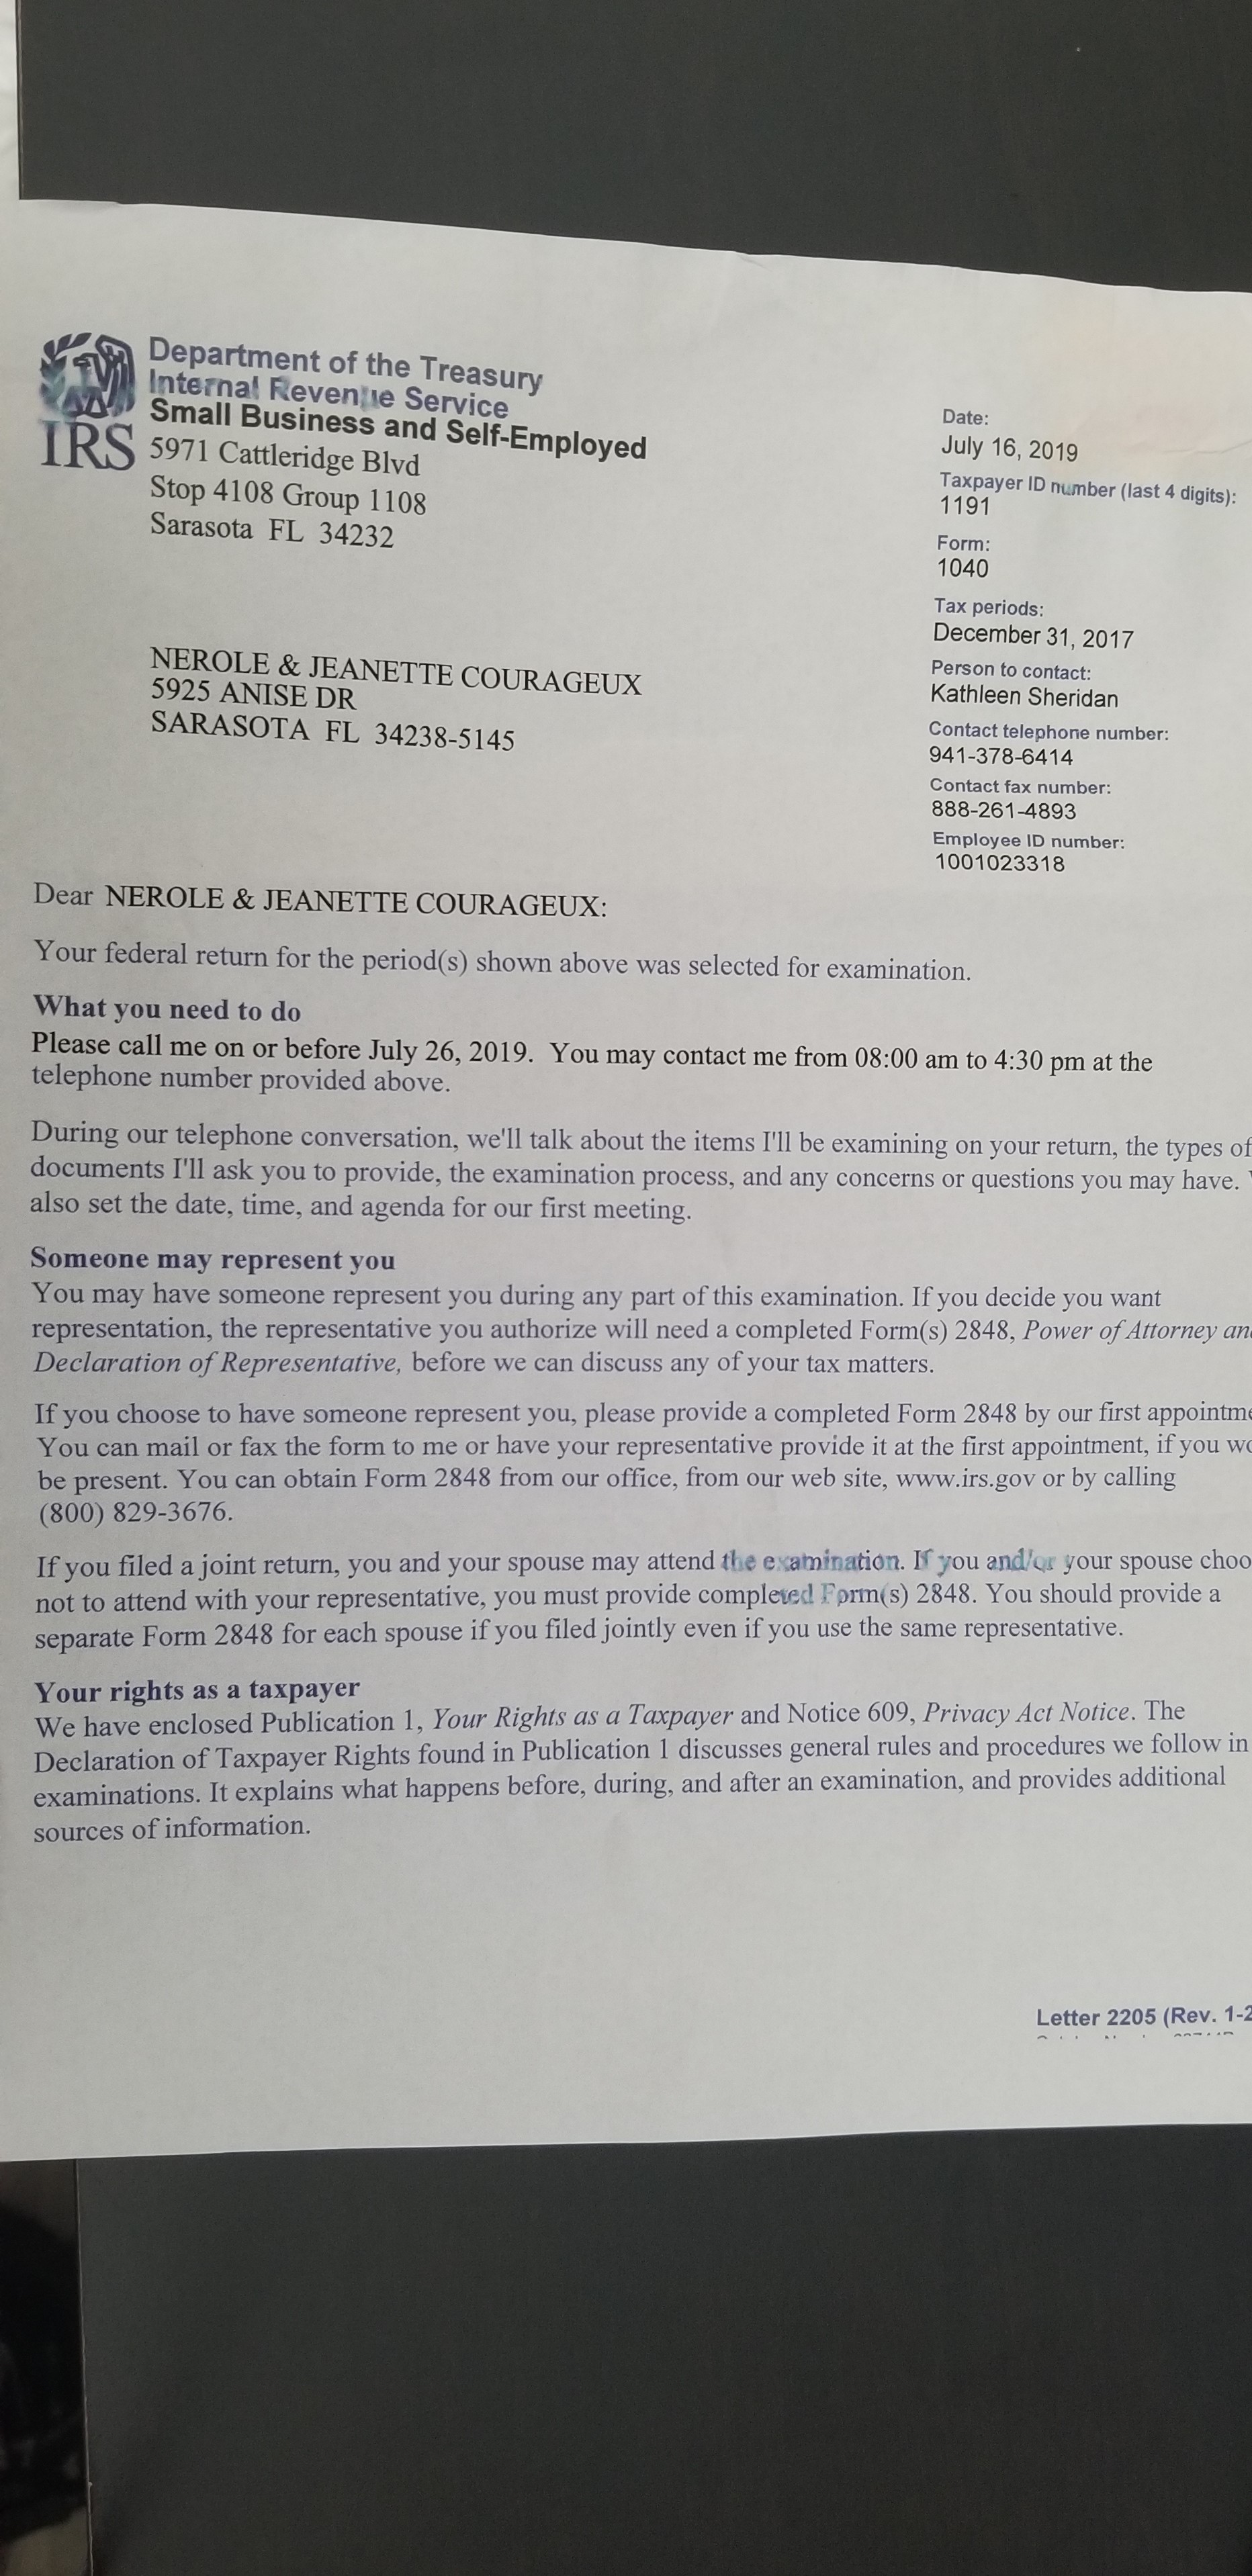 Department of the Treasury
Internal Revenue Service
Small Business and Self-Employed
IRS
5971 Cattleridge Blvd
Stop 4108 Group 1108
Sarasota FL 34232
Date:
July 16, 2019
Taxpayer ID number (last 4 digits):
1191
Form:
1040
Tax periods:
December 31, 2017
Person to contact:
Kathleen Sheridan
Contact telephone number:
941-378-6414
Contact fax number:
888-261-4893
Employee ID number:
1001023318
NEROLE & JEANETTE COURAGEUX
5925 ANISE DR
SARASOTA FL 34238-5145
Dear NEROLE & JEANETTE COURAGEUX:
Your federal return for the period(s) shown above was selected for examination.
What you need to do
Please call me on or before July 26, 2019. You may contact me from 08:00 am to 4:30 pm at the
telephone number provided above.
During our telephone conversation, we'll talk about the items I'll be examining on your return, the types of
documents I'll ask you to provide, the examination process, and any concerns or questions you may have.
also set the date, time, and agenda for our first meeting.
Someone may represent you
You may have someone represent you during any part of this examination. If you decide you want
representation, the representative you authorize will need a completed Form(s) 2848, Power of Attorney an
Declaration of Representative, before we can discuss any of your tax matters.
If you choose to have someone represent you, please provide a completed Form 2848 by our first appointme
You can mail or fax the form to me or have your representative provide it at the first appointment, if you wo
be present. You can obtain Form 2848 from our office, from our web site, www.irs.gov or by calling
(800) 829-3676.
If you filed a joint return, you and your spouse may attend the examination. If you and/or your spouse choo
not to attend with your representative, you must provide completed Form(s) 2848. You should provide a
separate Form 2848 for each spouse if you filed jointly even if you use the same representative.
Your rights as a taxpayer
We have enclosed Publication 1, Your Rights as a Taxpayer and Notice 609, Privacy Act Notice. The
Declaration of Taxpayer Rights found in Publication 1 discusses general rules and procedures we follow in
examinations. It explains what happens before, during, and after an examination, and provides additional
sources of information.
Letter 2205 (Rev. 1-2